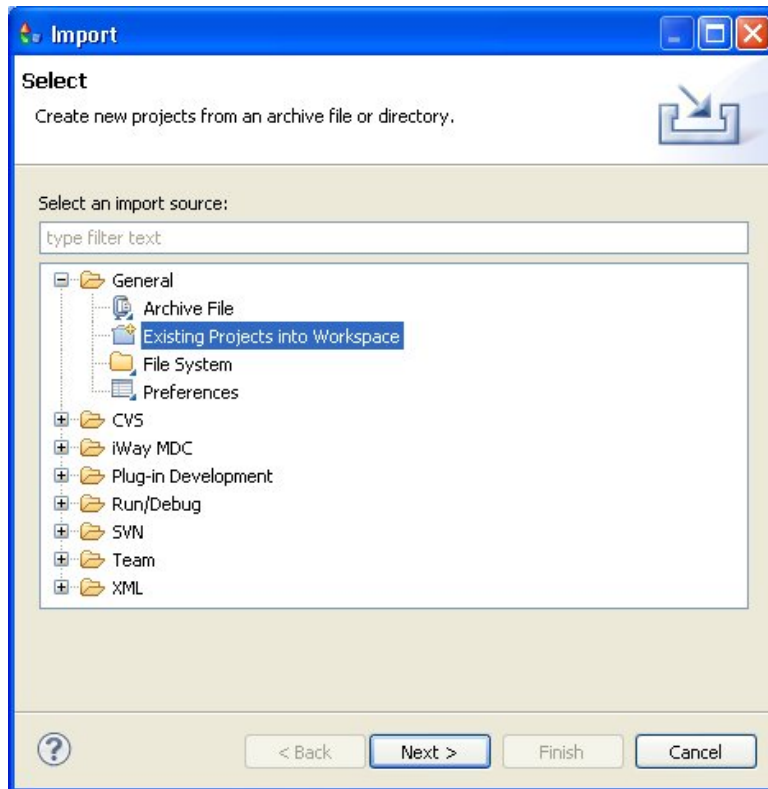 Import
Select
Create new projects from an archive file or directory.
Select an import source:
type filter text
General
Archive File
Existing Projects into Workspace
File System
Preferences
CVS
iWay MDC
Plug-in Development
Run/Debug
SVN
Team
XML
< Back Next > Finish Cancel